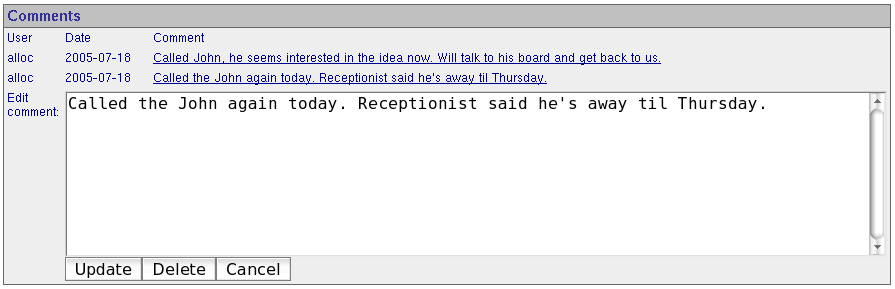 Comments
User Date Comment
alloc 2005-07-18 Called John, he seems interested in the idea now. Will talk to his board and get back to us.
alloc 2005-07-18 Called the John again today. Receptionist said he's away til Thursday.
Edit
comment:
Called the John again today. Receptionist said he's away til Thursday.
Update Delete Cancel